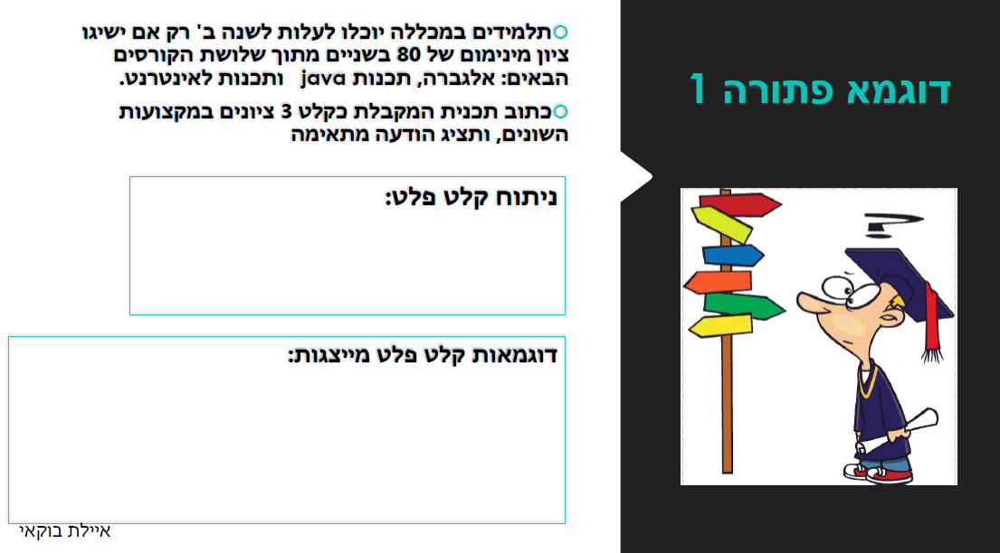 דוגמא פתורה 1
תלמידים במכללה יוכלו לעלות לשנה ב' רק אם ישיגו
ציון מינימום של 80 בשניים מתוך שלושת הקורסים
הבאים: אלגברה, תכנות java ותכנות לאינטרנט.
כתוב תכנית המקבלת כקלט 3 ציונים במקצועות
השונים, ותציג הודעה מתאימה
ניתוח קלט פלט:
דוגמאות קלט פלט מייצגות:
איילת בוקאי